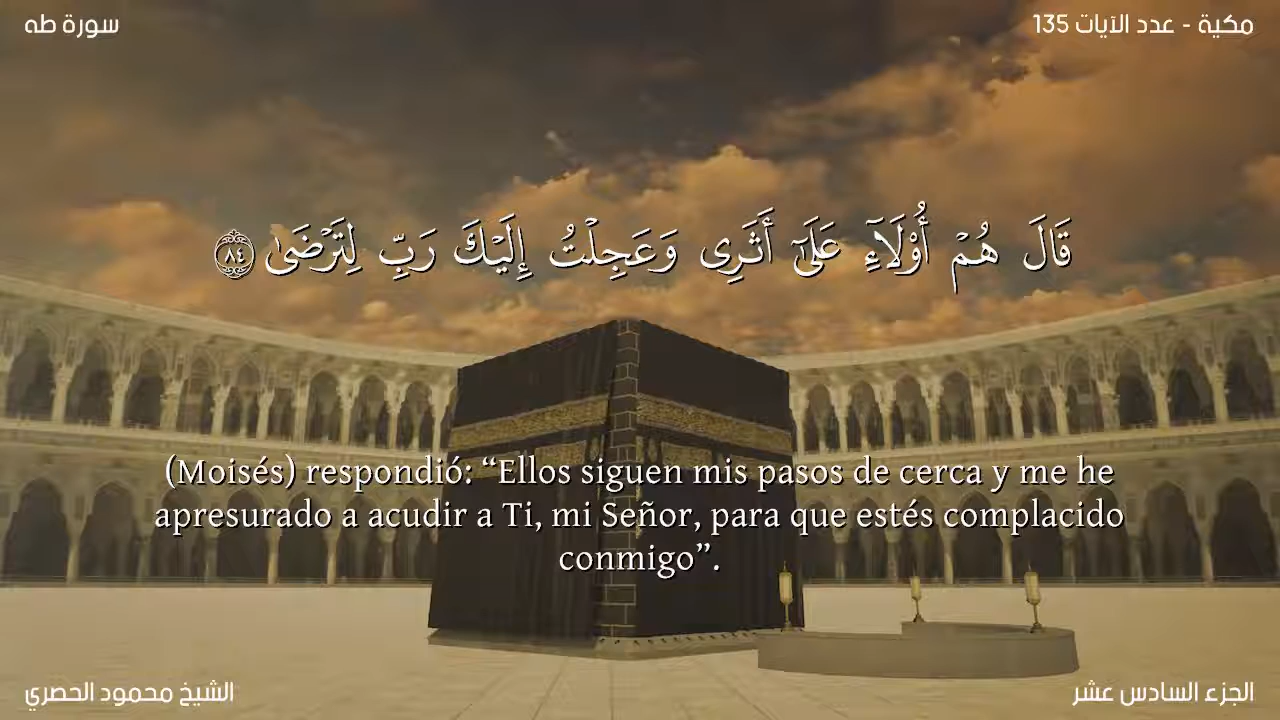 سورة طه
مكية - عدد الآيات 135
قَالَ هُمْ أُوْلَآءِ عَلَىٰٓ أَثَرِى وَعَجِلْتُ إِلَيْكَ رَبِّ لِتَرْضَىٰ ٨٤
(Moisés) respondió: “Ellos siguen mis pasos de cerca y me he
apresurado a acudir a Ti, mi Señor, para que estés complacido
conmigo”.
الشيخ محمود الحصري
الجزء السادس عشر